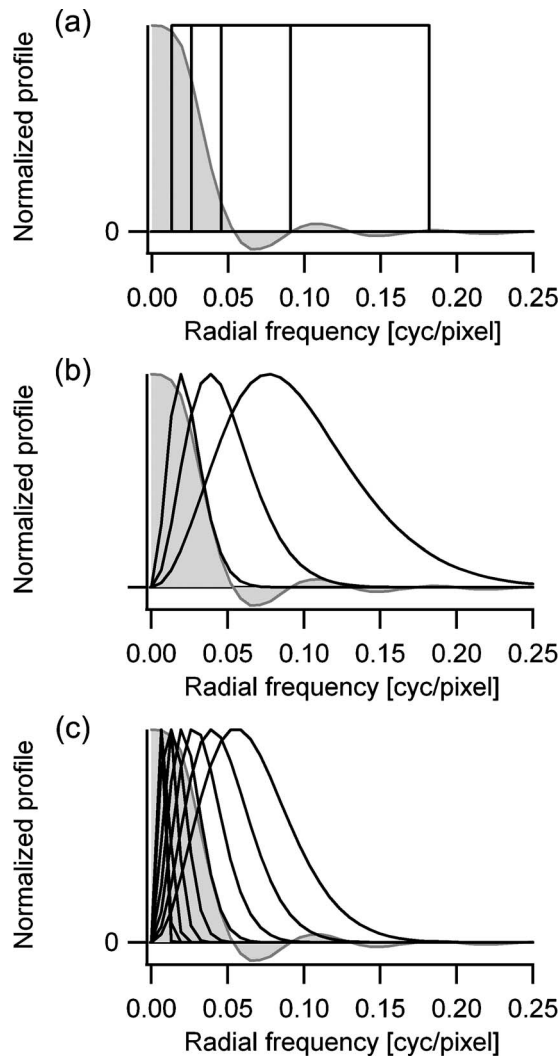 (a)
Normalized profile
0
0.00 0.05 0.10 0.15 0.20 0.25
Radial frequency [cyc/pixel]
(b)
Normalized profile
0.00 0.05 0.10 0.15 0.20 0.25
Radial frequency [cyc/pixel]
(c)
Normalized profile
0
0.00 0.05 0.10 0.15 0.20 0.25
Radial frequency [cyc/pixel]